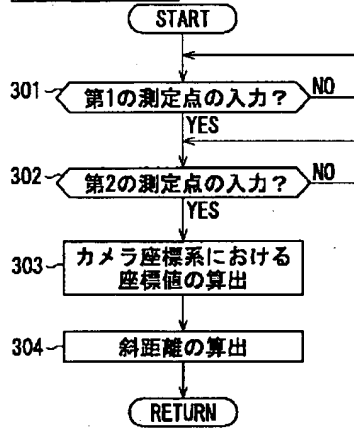 START
301 第1の測定点の入力? NO
YES
302 第2の測定点の入力? NO
YES
303 カメラ座標系における
座標値の算出
304 斜距離の算出
RETURN